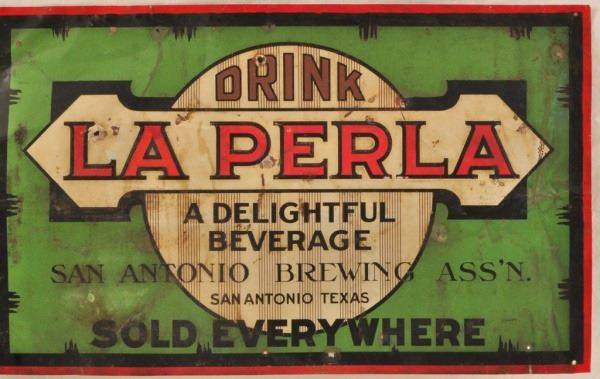 DRINK
LA PERLA
A DELIGHTFUL
BEVERAGE
SAN ANTONIO BREWING ASS'N.
SAN ANTONIO TEXAS
SOLD EVERYWHERE